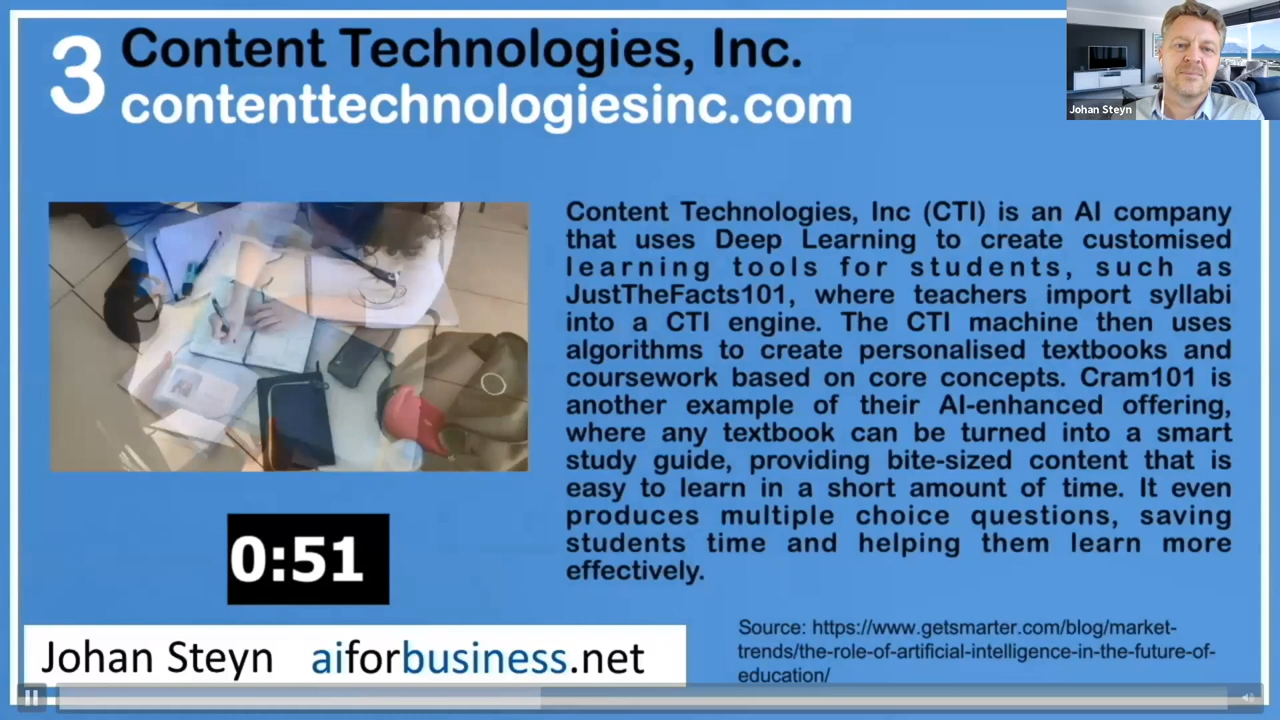 3
Content Technologies, Inc.
contenttechnologiesinc.com
Johan Steyn
Content Technologies, Inc (CTI) is an AI company
that uses Deep Learning to create customised
learning tools for students, such as
JustTheFacts101, where teachers import syllabi
into a CTI engine. The CTI machine then uses
algorithms to create personalised textbooks and
coursework based on core concepts. Cram101 is
another example of their AI-enhanced offering,
where any textbook can be turned into a smart
study guide, providing bite-sized content that is
easy to learn in a short amount of time. It even
produces multiple choice questions, saving
students time and helping them learn more
effectively.
0:51
Johan Steyn aiforbusiness.net
Source: https://www.getsmarter.com/blog/market-
trends/the-role-of-artificial-intelligence-in-the-future-of-
education/